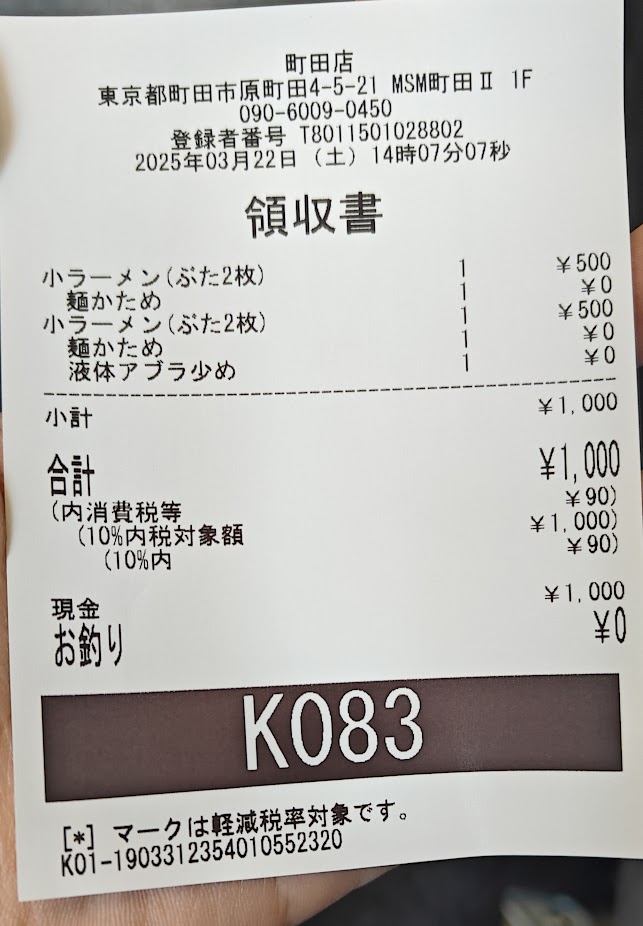 町田店
東京都町田市原町田4-5-21 MSM町田Ⅱ 1F
090-6009-0450
登録者番号 T8011501028802
2025年03月22日（土）14時07分07秒
領収書
小ラーメン(ぶた2枚) 1 ¥500
麺かため 1 ¥0
小ラーメン(ぶた2枚) 1 ¥500
麺かため 1 ¥0
液体アブラ少め 1 ¥0
小計 ¥1,000
合計 ¥1,000
(内消費税等 ¥90)
(10%内税対象額 ¥1,000)
(10%内 ¥90)
現金 ¥1,000
お釣り ¥0
K083
[*] マークは軽減税率対象です。
K01-1903312354010552320